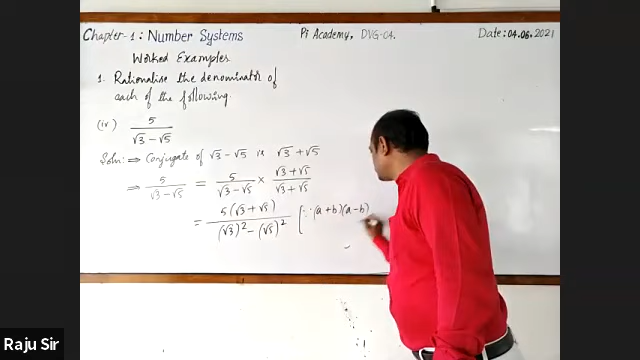 Chapter-1: Number Systems
Pi Academy, DVG-04.
Date: 04.06.2021
Worked Examples
1. Rationalise the denominator of
each of the following.
(iv) 5/(√3 − √5)
Soln: ⇒ Conjugate of √3 − √5 is √3 + √5
⇒ 5/(√3 − √5) = 5/(√3 − √5) × (√3 + √5)/(√3 + √5)
= 5(√3 + √5)/((√3)² − (√5)²) [∵ (a+b)(a−b)
Raju Sir